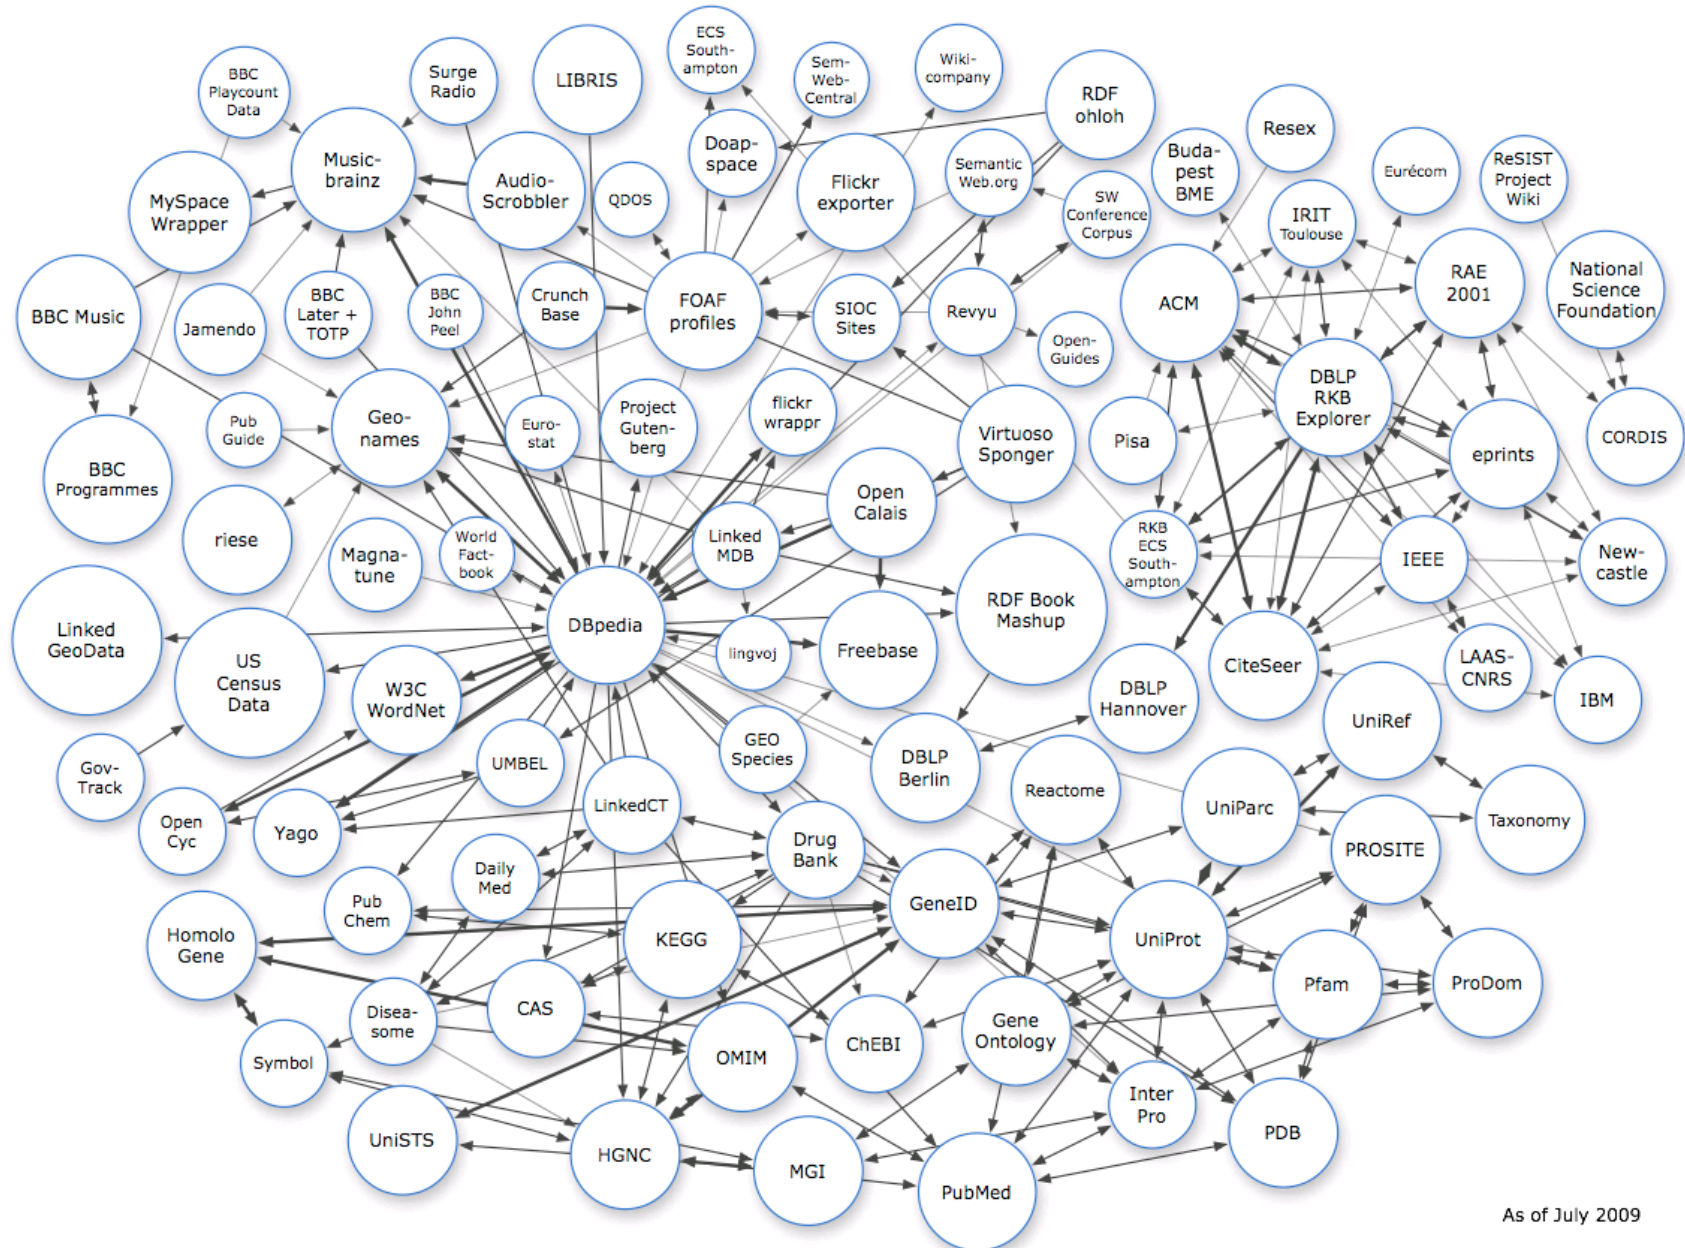 ECS
South-
ampton
Sem-
Web-
Central
Wiki-
company
BBC
Playcount
Data
Surge
Radio
LIBRIS
RDF
ohloh
Resex
Doap-
space
Music-
brainz
Audio-
Scrobbler
QDOS
Flickr
exporter
Semantic
Web.org
SW
Conference
Corpus
Buda-
pest
BME
Eurécom
ReSIST
Project
Wiki
MySpace
Wrapper
IRIT
Toulouse
RAE
2001
National
Science
Foundation
BBC Music
Jamendo
BBC
Later +
TOTP
BBC
John
Peel
Crunch
Base
FOAF
profiles
SIOC
Sites
Revyu
Open-
Guides
ACM
DBLP
RKB
Explorer
Pub
Guide
Geo-
names
Euro-
stat
Project
Guten-
berg
flickr
wrappr
Virtuoso
Sponger
Pisa
eprints
CORDIS
BBC
Programmes
riese
Magna-
tune
World
Fact-
book
Linked
MDB
Open
Calais
RKB
ECS
South-
ampton
IEEE
New-
castle
Linked
GeoData
US
Census
Data
W3C
WordNet
DBpedia
lingvoj
Freebase
RDF Book
Mashup
DBLP
Hannover
CiteSeer
LAAS-
CNRS
IBM
Gov-
Track
Open
Cyc
Yago
UMBEL
LinkedCT
GEO
Species
DBLP
Berlin
Reactome
UniParc
UniRef
Taxonomy
PROSITE
Daily
Med
Drug
Bank
Pub
Chem
Homolo
Gene
KEGG
GeneID
UniProt
Pfam
ProDom
Disea-
some
CAS
Symbol
OMIM
ChEBI
Gene
Ontology
Inter
Pro
PDB
UniSTS
HGNC
MGI
PubMed
As of July 2009